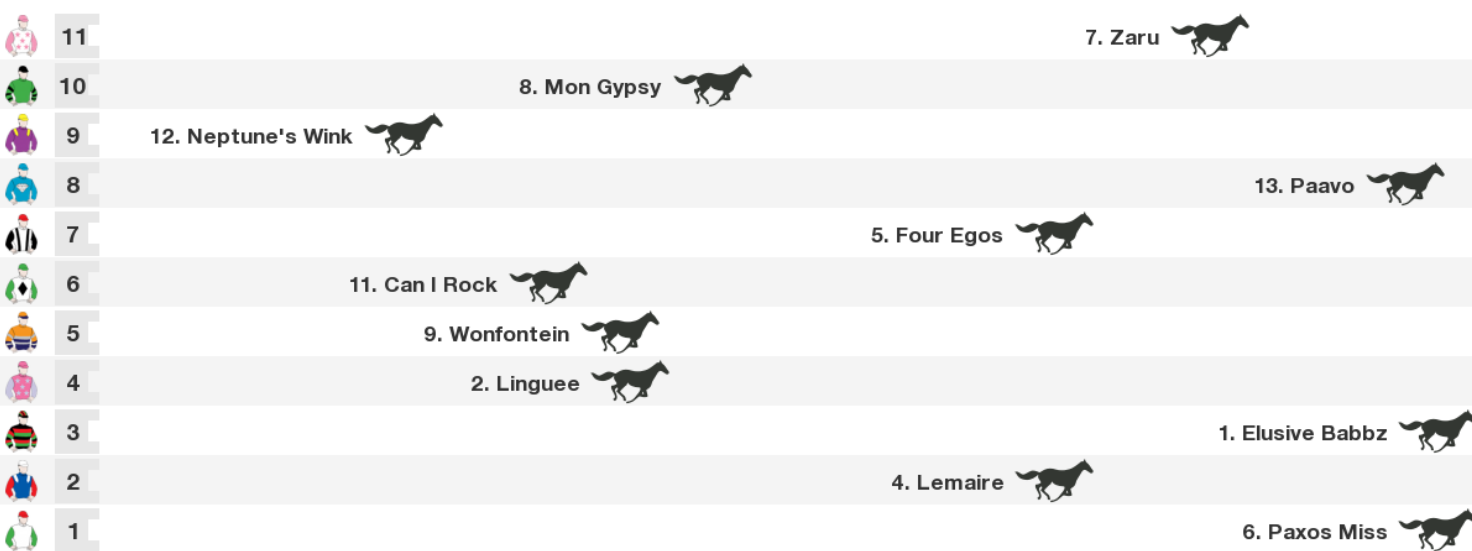 11 7. Zaru
10 8. Mon Gypsy
9 12. Neptune's Wink
8 13. Paavo
7 5. Four Egos
6 11. Can I Rock
5 9. Wonfontein
4 2. Linguee
3 1. Elusive Babbz
2 4. Lemaire
1 6. Paxos Miss